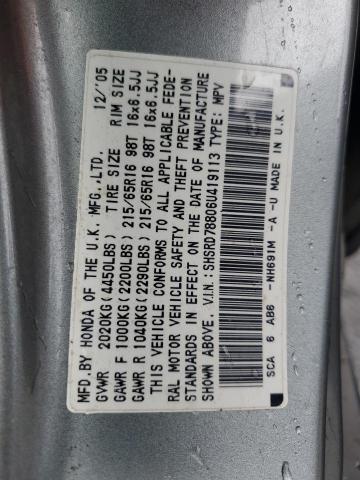 MFD.BY HONDA OF THE U.K. MFG.,LTD. 12/'05
GVWR 2020KG(4450LBS) TIRE SIZE RIM SIZE
GAWR F 1000KG(2200LBS) 215/65R16 98T 16x6.5JJ
GAWR R 1040KG(2290LBS) 215/65R16 98T 16x6.5JJ
THIS VEHICLE CONFORMS TO ALL APPLICABLE FEDE-
RAL MOTOR VEHICLE SAFETY AND THEFT PREVENTION
STANDARDS IN EFFECT ON THE DATE OF MANUFACTURE
SHOWN ABOVE. V.I.N.: SHSRD78806U419113 TYPE: MPV
SCA 6 AB6 -NH691M -A -U MADE IN U.K.